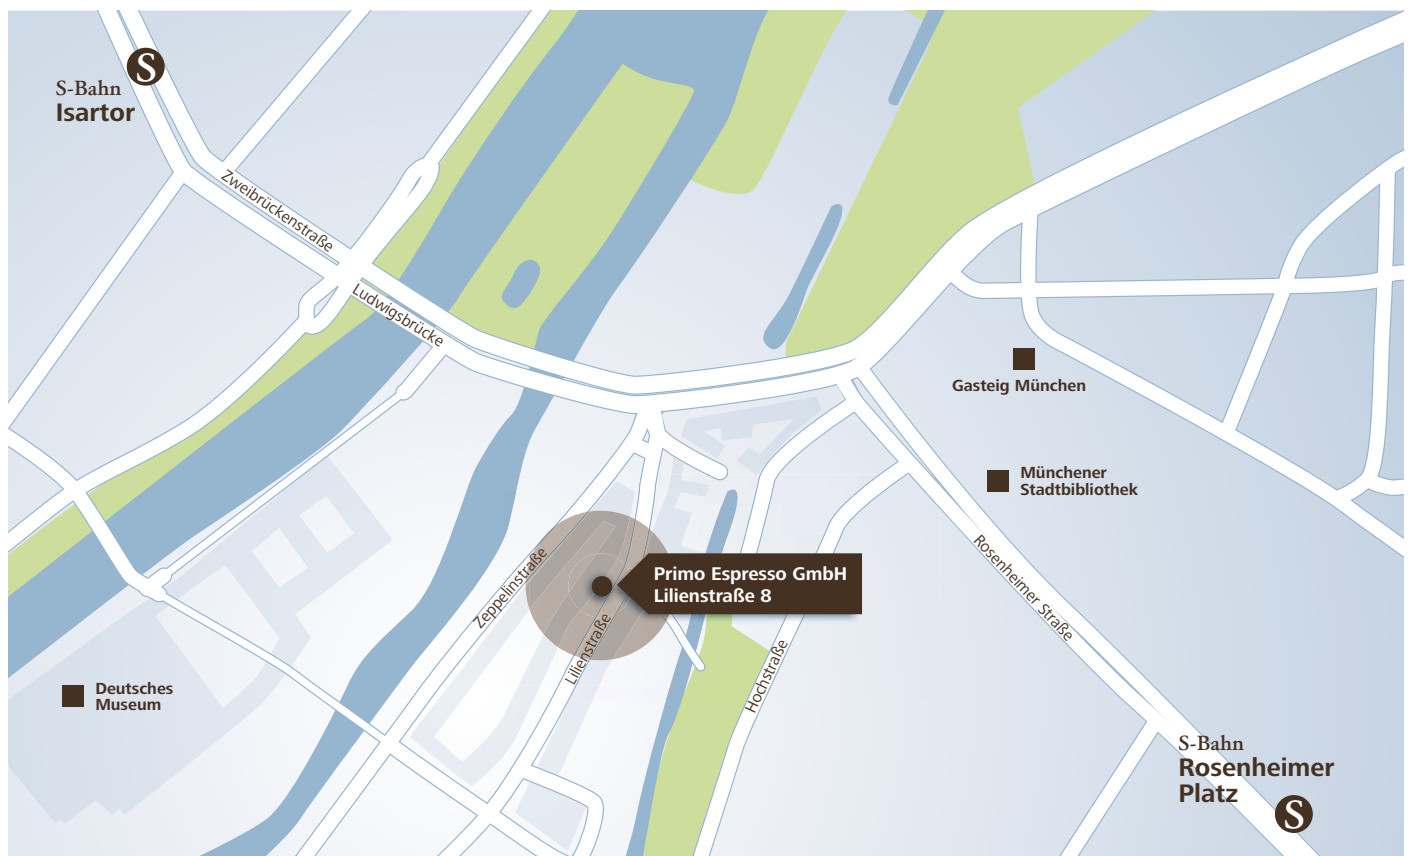 S
S-Bahn
Isartor
Zweibrückenstraße
Ludwigsbrücke
Gasteig München
Münchener
Stadtbibliothek
Rosenheimer Straße
Zeppelinstraße
Primo Espresso GmbH
Lilienstraße 8
Lilienstraße
Hochstraße
Deutsches
Museum
S-Bahn
Rosenheimer
Platz
S